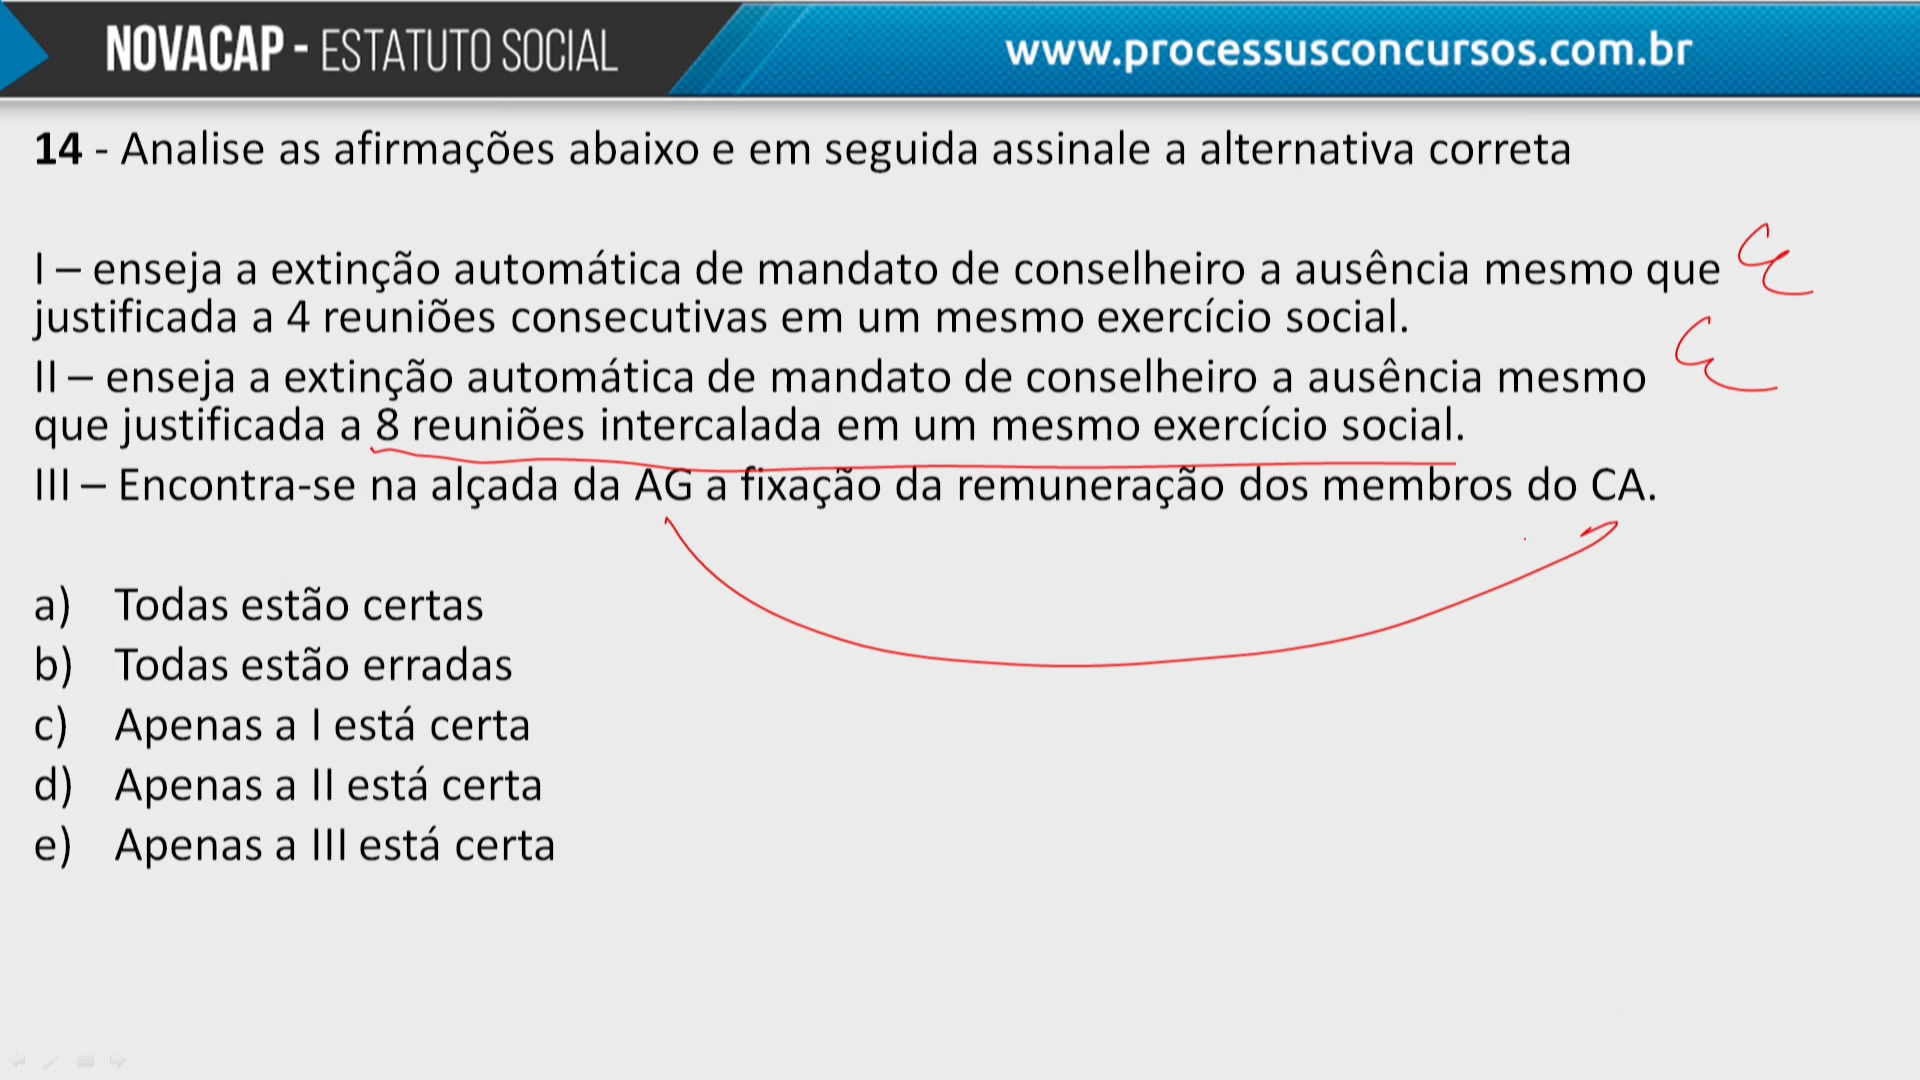 NOVACAP - ESTATUTO SOCIAL
www.processusconcursos.com.br
14 - Analise as afirmações abaixo e em seguida assinale a alternativa correta
I – enseja a extinção automática de mandato de conselheiro a ausência mesmo que
justificada a 4 reuniões consecutivas em um mesmo exercício social.
II – enseja a extinção automática de mandato de conselheiro a ausência mesmo
que justificada a 8 reuniões intercalada em um mesmo exercício social.
III – Encontra-se na alçada da AG a fixação da remuneração dos membros do CA.
a) Todas estão certas
b) Todas estão erradas
c) Apenas a I está certa
d) Apenas a II está certa
e) Apenas a III está certa